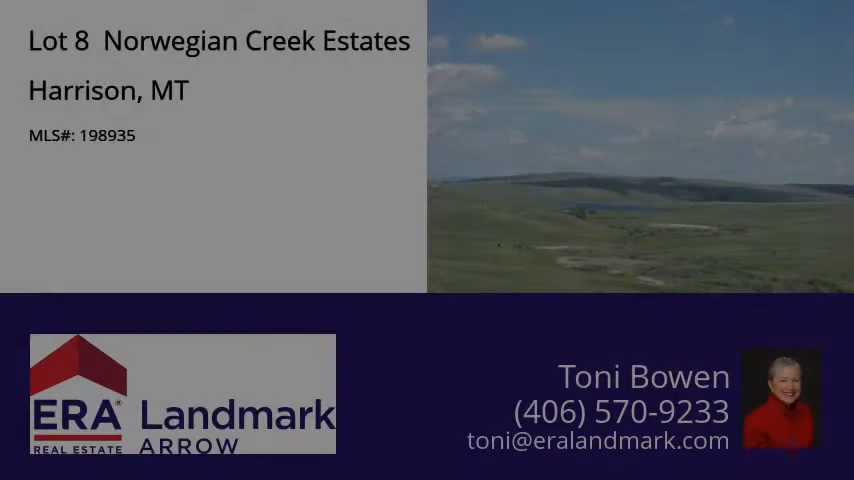 Lot 8 Norwegian Creek Estates
Harrison, MT
MLS#: 198935
ERA® Landmark
REAL ESTATE ARROW
Toni Bowen
(406) 570-9233
toni@eralandmark.com